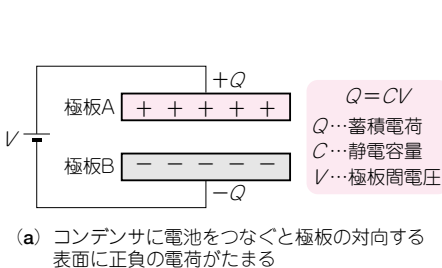 +Q
極板A
+ + + + +
V
極板B
− − − − −
−Q
Q=CV
Q…蓄積電荷
C…静電容量
V…極板間電圧
(a) コンデンサに電池をつなぐと極板の対向する
表面に正負の電荷がたまる